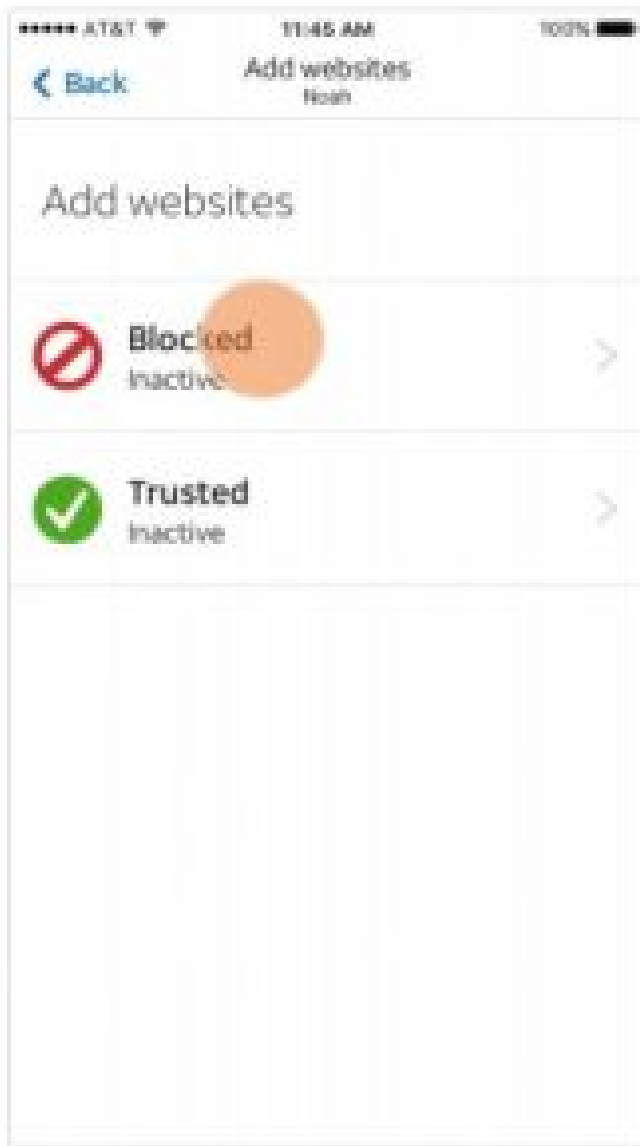 AT&T 11:45 AM 100%
Back Add websites
Noah
Add websites
Blocked
Inactive
Trusted
Inactive